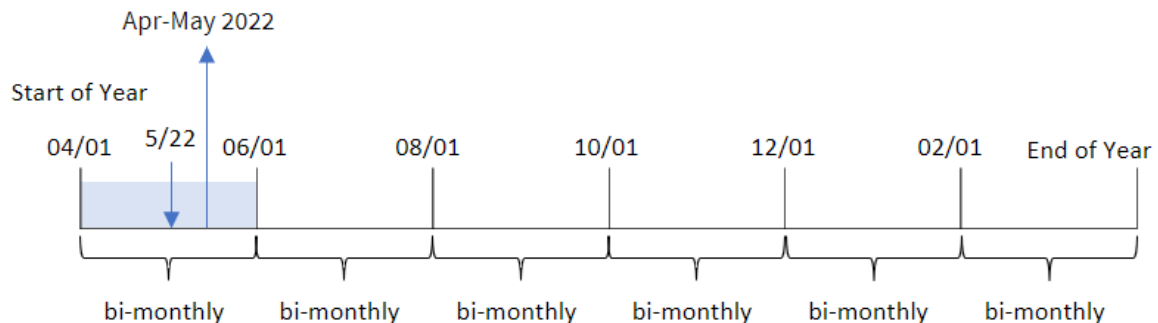 Apr-May 2022
Start of Year
04/01 5/22 06/01 08/01 10/01 12/01 02/01 End of Year
bi-monthly bi-monthly bi-monthly bi-monthly bi-monthly bi-monthly